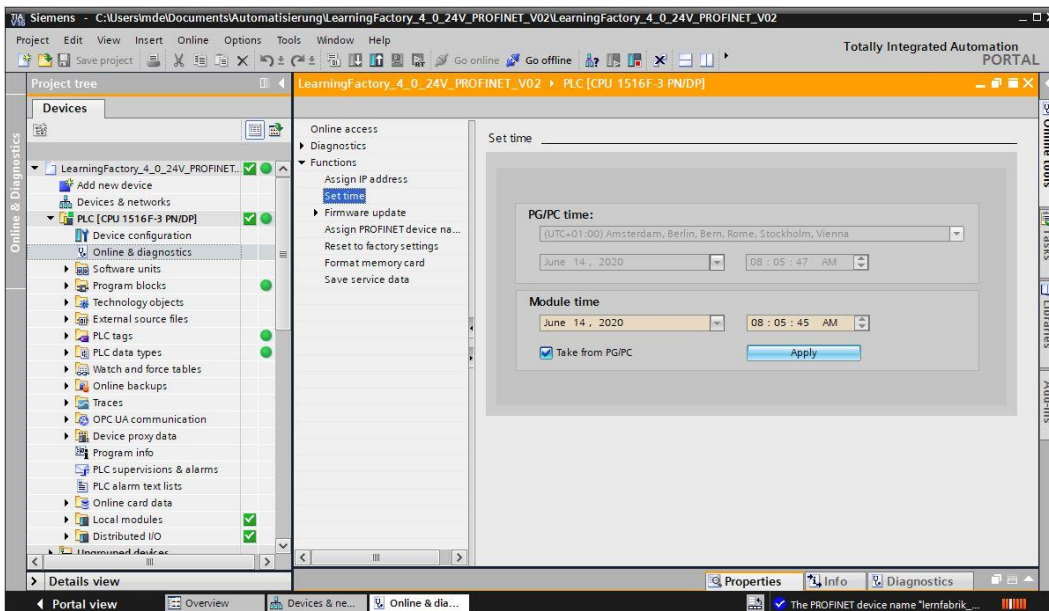 Siemens - C:\Users\mde\Documents\Automatisierung\LearningFactory_4_0_24V_PROFINET_V02\LearningFactory_4_0_24V_PROFINET_V02
Project Edit View Insert Online Options Tools Window Help
Totally Integrated Automation
PORTAL
Save project
Go online
Go offline
Project tree
LearningFactory_4_0_24V_PROFINET_V02 PLC [CPU 1516F-3 PN/DP]
Devices
Online & Diagnostics
LearningFactory_4_0_24V_PROFINET...
Add new device
Devices & networks
PLC [CPU 1516F-3 PN/DP]
Device configuration
Online & diagnostics
Software units
Program blocks
Technology objects
External source files
PLC tags
PLC data types
Watch and force tables
Online backups
Traces
OPC UA communication
Device proxy data
Program info
PLC supervisions & alarms
PLC alarm text lists
Online card data
Local modules
Distributed I/O
Ungrouped devices
Details view
Online access
Diagnostics
Functions
Assign IP address
Set time
Firmware update
Assign PROFINET device na...
Reset to factory settings
Format memory card
Save service data
Set time
PG/PC time:
(UTC+01:00) Amsterdam, Berlin, Bern, Rome, Stockholm, Vienna
June 14, 2020
08 : 05 : 47 AM
Module time
June 14, 2020
08 : 05 : 45 AM
Take from PG/PC
Apply
Online tools
Tasks
Libraries
Add-ins
Properties
Info
Diagnostics
Portal view
Overview
Devices & ne...
Online & dia...
The PROFINET device name "lernfabrik_...